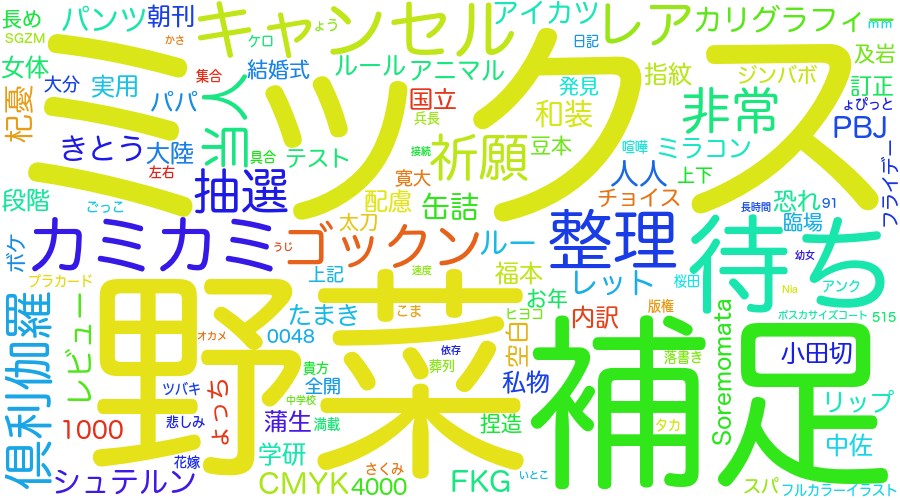 長め
パンツ
朝刊
キャンセル
ょう
アイカツ
レア
カリグラフィー
mm
SGZM
かさ
ケロ
日記
及岩
女体
大分
実用
集合
結婚式
ルール
アニマル
発見
指紋
ジンバボ
訂正
杞憂
パパ
国立
和装
非常
ょぴっと
兵長
PBJ
ミックス
きとう
大陸
具合
テスト
接続
祈願
豆本
喧嘩
ミラコン
左右
抽選
寛大
人人
上下
フライデー
段階
ごっこ
配慮
缶詰
チョイス
恐れ
91
太刀
長時間
臨場
ボケ
カミカミ
うじ
ゴックン
ルー
整理
待ち
幼女
プラカード
上記
速度
福本
レット
桜田
Nia
アンク
お年
倶利伽羅
レビュー
野菜
たまき
こま
ヒヨコ
内訳
版権
ポスカサイズコート
515
オカメ
0048
空白
補足
Soremomata
小田切
依存
落書き
ツバキ
ちっょ
貴方
葬列
全開
私物
中学校
リップ
1000
悲しみ
蒲生
満載
捏造
タカ
中佐
花嫁
学研
さくみ
シュテルン
CMYK
4000
FKG
いとこ
スパ
フルカラーイラスト